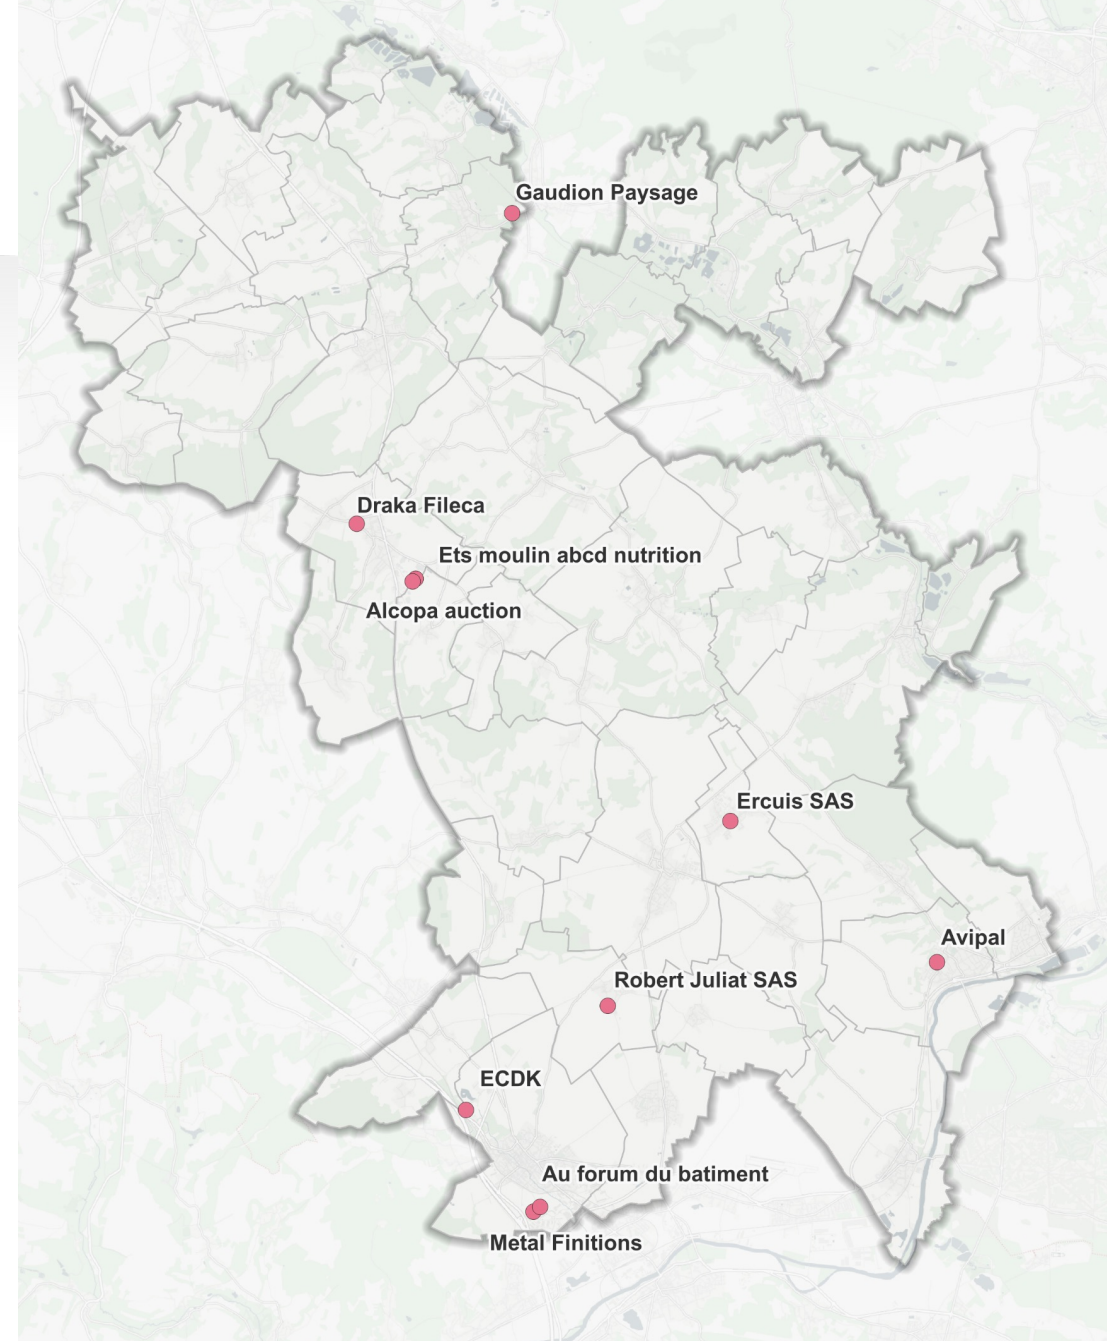 Gaudion Paysage
Draka Fileca
Ets moulin abcd nutrition
Alcopa auction
Ercuis SAS
Avipal
Robert Juliat SAS
ECDK
Au forum du batiment
Metal Finitions